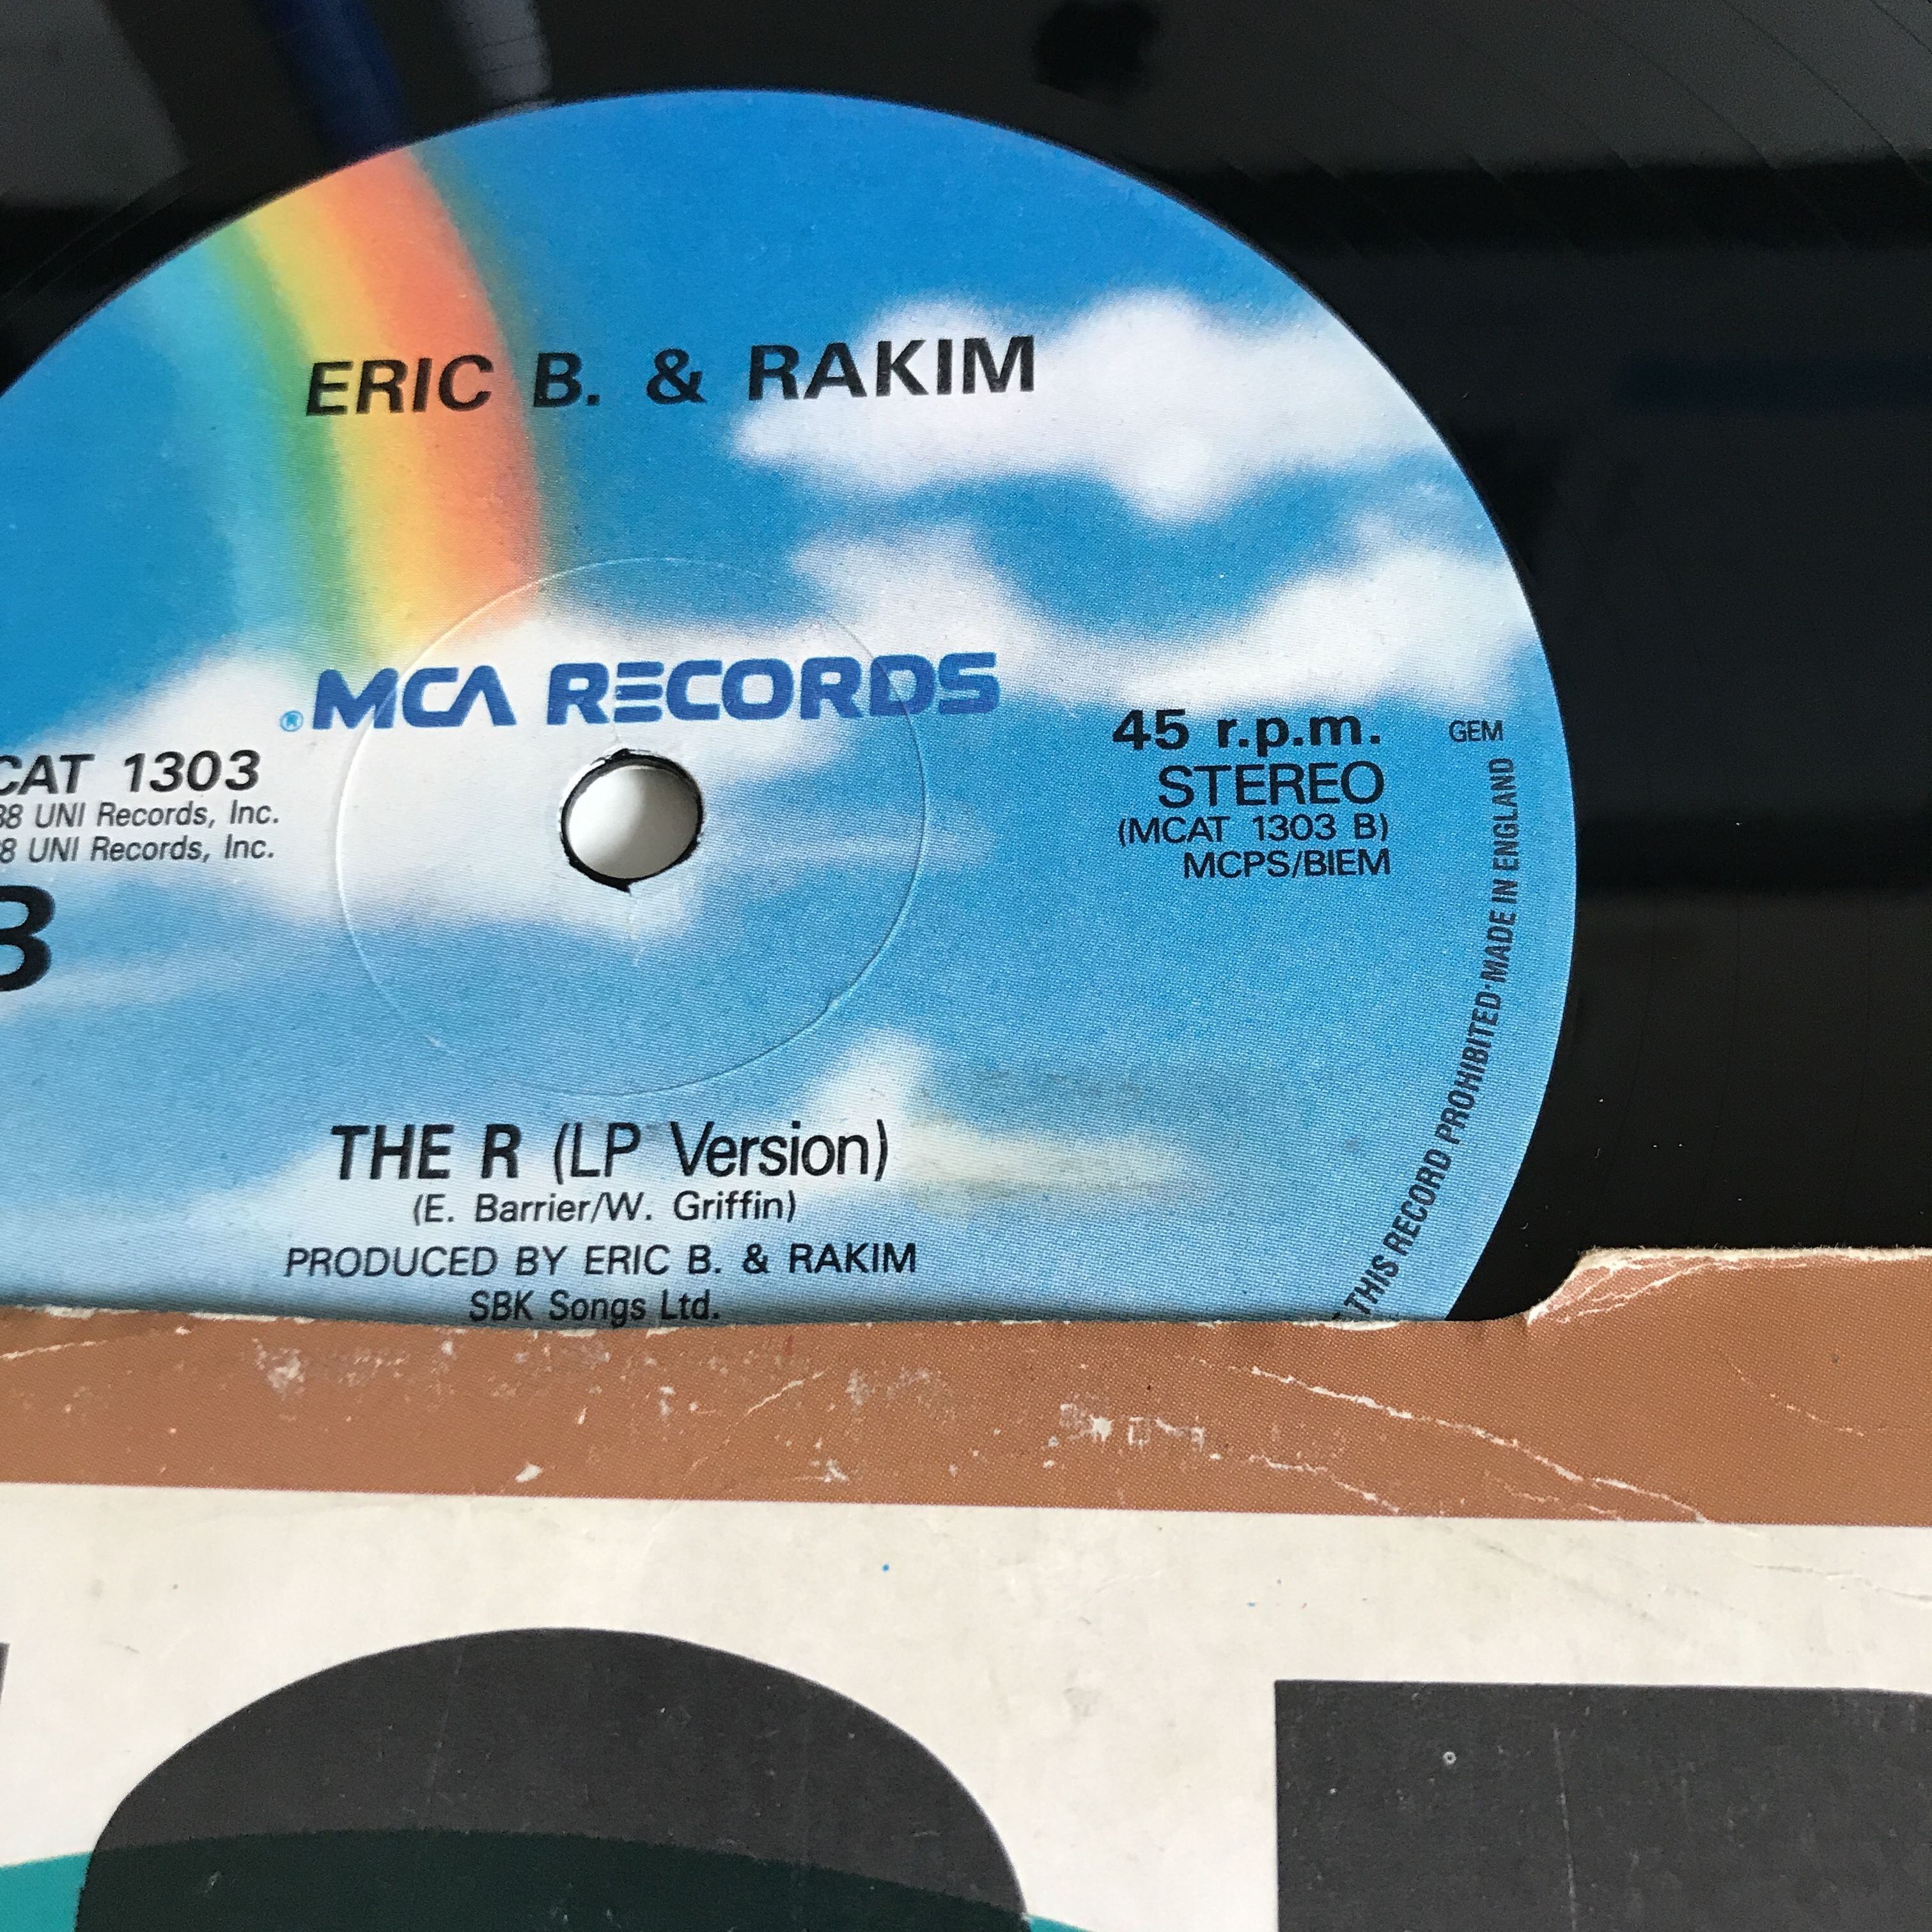 ERIC B. & RAKIM
® MCA RECORDS
CAT 1303
88 UNI Records, Inc.
8 UNI Records, Inc.
B
45 r.p.m.
GEM
STEREO
(MCAT 1303 B)
MCPS/BIEM
THE R (LP Version)
(E. Barrier/W. Griffin)
PRODUCED BY ERIC B. & RAKIM
SBK Songs Ltd.
THIS RECORD PROHIBITED·MADE IN ENGLAND